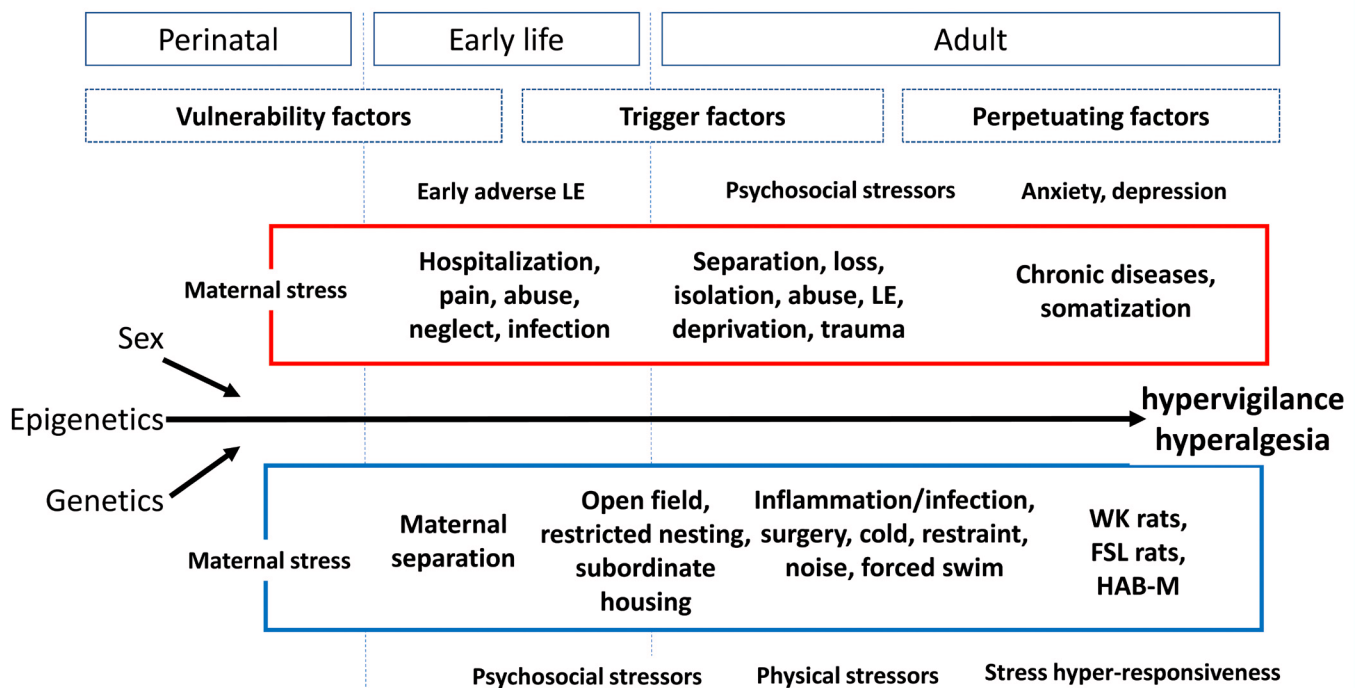 Perinatal
Early life
Adult
Vulnerability factors
Trigger factors
Perpetuating factors
Early adverse LE
Psychosocial stressors
Anxiety, depression
Maternal stress
Hospitalization,
pain, abuse,
neglect, infection
Separation, loss,
isolation, abuse, LE,
deprivation, trauma
Chronic diseases,
somatization
Sex
Epigenetics
Genetics
hypervigilance
hyperalgesia
Maternal stress
Maternal
separation
Open field,
restricted nesting,
subordinate
housing
Inflammation/infection,
surgery, cold, restraint,
noise, forced swim
WK rats,
FSL rats,
HAB-M
Psychosocial stressors
Physical stressors
Stress hyper-responsiveness